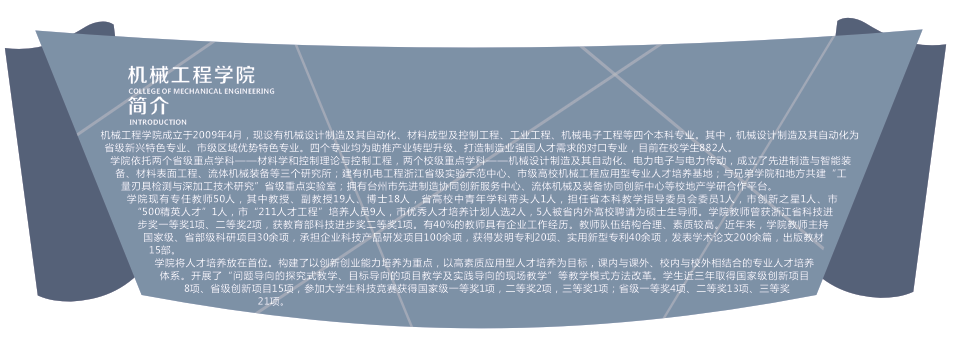 机械工程学院
COLLEGE OF MECHANICAL ENGINEERING
简介
INTRODUCTION
机械工程学院成立于2009年4月，现设有机械设计制造及其自动化、材料成型及控制工程、工业工程、机械电子工程等四个本科专业。其中，机械设计制造及其自动化为
省级新兴特色专业、市级区域优势特色专业。四个专业均为助推产业转型升级、打造制造业强国人才需求的对口专业，目前在校学生882人。
学院依托两个省级重点学科——材料学和控制理论与控制工程，两个校级重点学科——机械设计制造及其自动化、电力电子与电力传动，成立了先进制造与智能装
备、材料表面工程、流体机械装备等三个研究所；建有机电工程浙江省级实验示范中心、市级高校机械工程应用型专业人才培养基地；与兄弟学院和地方共建“工
量刃具检测与深加工技术研究”省级重点实验室；拥有台州市先进制造协同创新服务中心、流体机械及装备协同创新中心等校地产学研合作平台。
学院现有专任教师50人，其中教授、副教授19人、博士18人，省高校中青年学科带头人1人，担任省本科教学指导委员会委员1人，市创新之星1人、市
“500精英人才”1人，市“211人才工程”培养人员9人，市优秀人才培养计划人选2人，5人被省内外高校聘请为硕士生导师。学院教师曾获浙江省科技进
步奖一等奖1项、二等奖2项，获教育部科技进步奖二等奖1项。有40%的教师具有企业工作经历。教师队伍结构合理、素质较高。近年来，学院教师主持
国家级、省部级科研项目30余项，承担企业科技产品研发项目100余项，获得发明专利20项、实用新型专利40余项，发表学术论文200余篇，出版教材
15部。
学院将人才培养放在首位。构建了以创新创业能力培养为重点，以高素质应用型人才培养为目标，课内与课外、校内与校外相结合的专业人才培养
体系。开展了“问题导向的探究式教学、目标导向的项目教学及实践导向的现场教学”等教学模式方法改革。学生近三年取得国家级创新项目
8项、省级创新项目15项，参加大学生科技竞赛获得国家级一等奖1项，二等奖2项，三等奖1项；省级一等奖4项、二等奖13项、三等奖
21项。